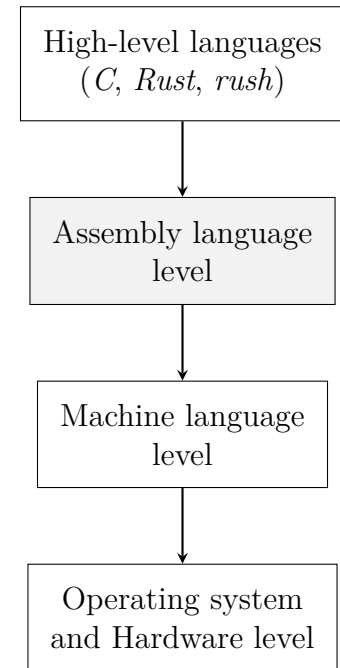 High-level languages
(C, Rust, rush)
Assembly language
level
Machine language
level
Operating system
and Hardware level